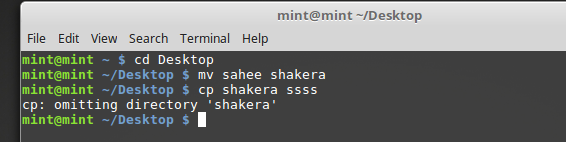 mint@mint ~/Desktop
File Edit View Search Terminal Help
mint@mint ~ $ cd Desktop
mint@mint ~/Desktop $ mv sahee shakera
mint@mint ~/Desktop $ cp shakera ssss
cp: omitting directory 'shakera'
mint@mint ~/Desktop $